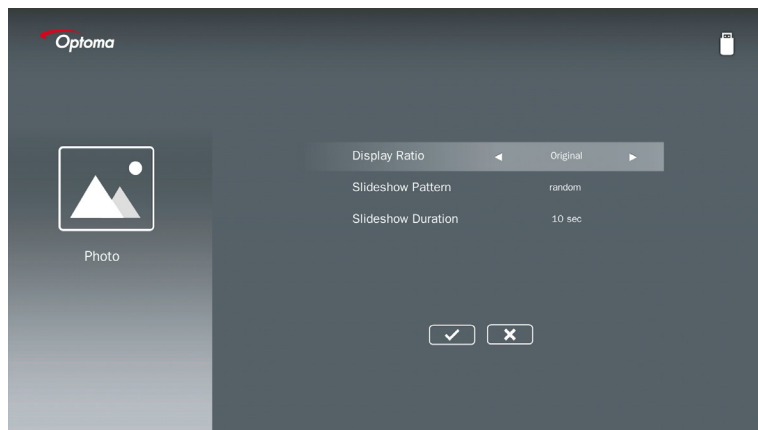 Optoma
Photo
Display Ratio Original
Slideshow Pattern random
Slideshow Duration 10 sec